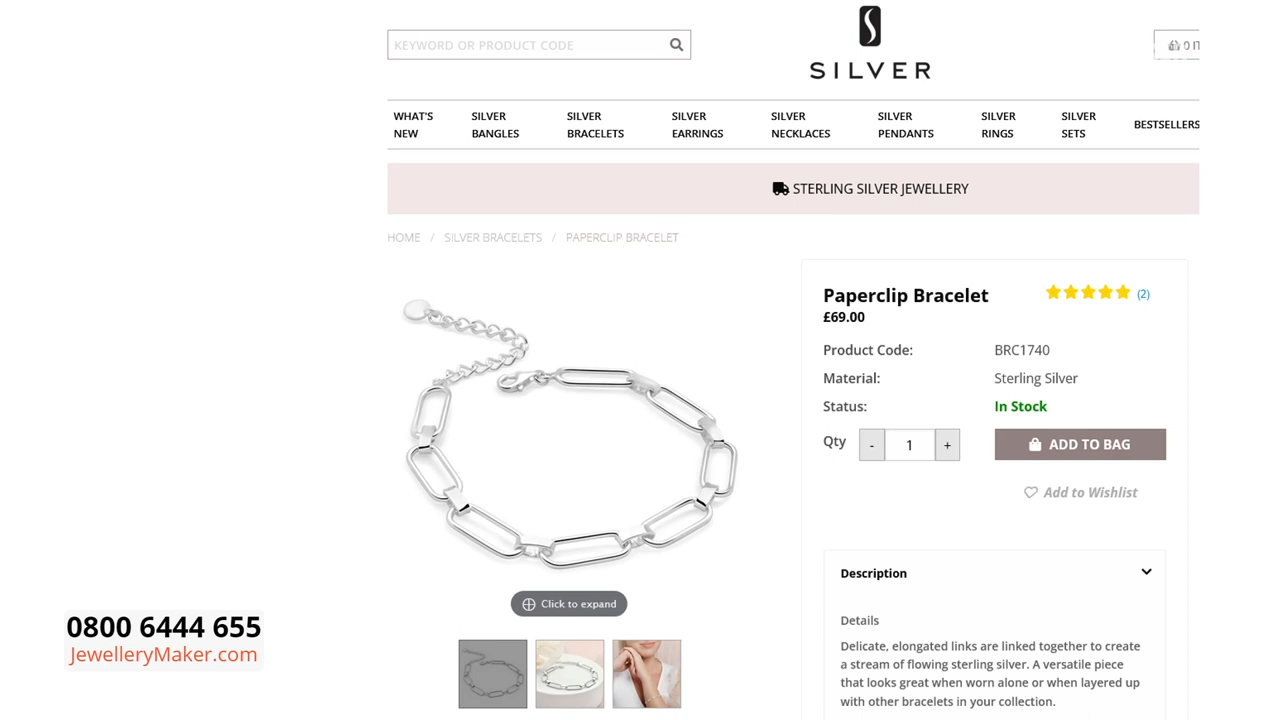 KEYWORD OR PRODUCT CODE
SILVER
WHAT'S NEW
SILVER BANGLES
SILVER BRACELETS
SILVER EARRINGS
SILVER NECKLACES
SILVER PENDANTS
SILVER RINGS
SILVER SETS
BESTSELLERS
STERLING SILVER JEWELLERY
HOME / SILVER BRACELETS / PAPERCLIP BRACELET
Paperclip Bracelet (2)
£69.00
Product Code: BRC1740
Material: Sterling Silver
Status: In Stock
Qty - 1 + ADD TO BAG
Add to Wishlist
Click to expand
Description
Details
Delicate, elongated links are linked together to create
a stream of flowing sterling silver. A versatile piece
that looks great when worn alone or when layered up
with other bracelets in your collection.
0800 6444 655
JewelleryMaker.com